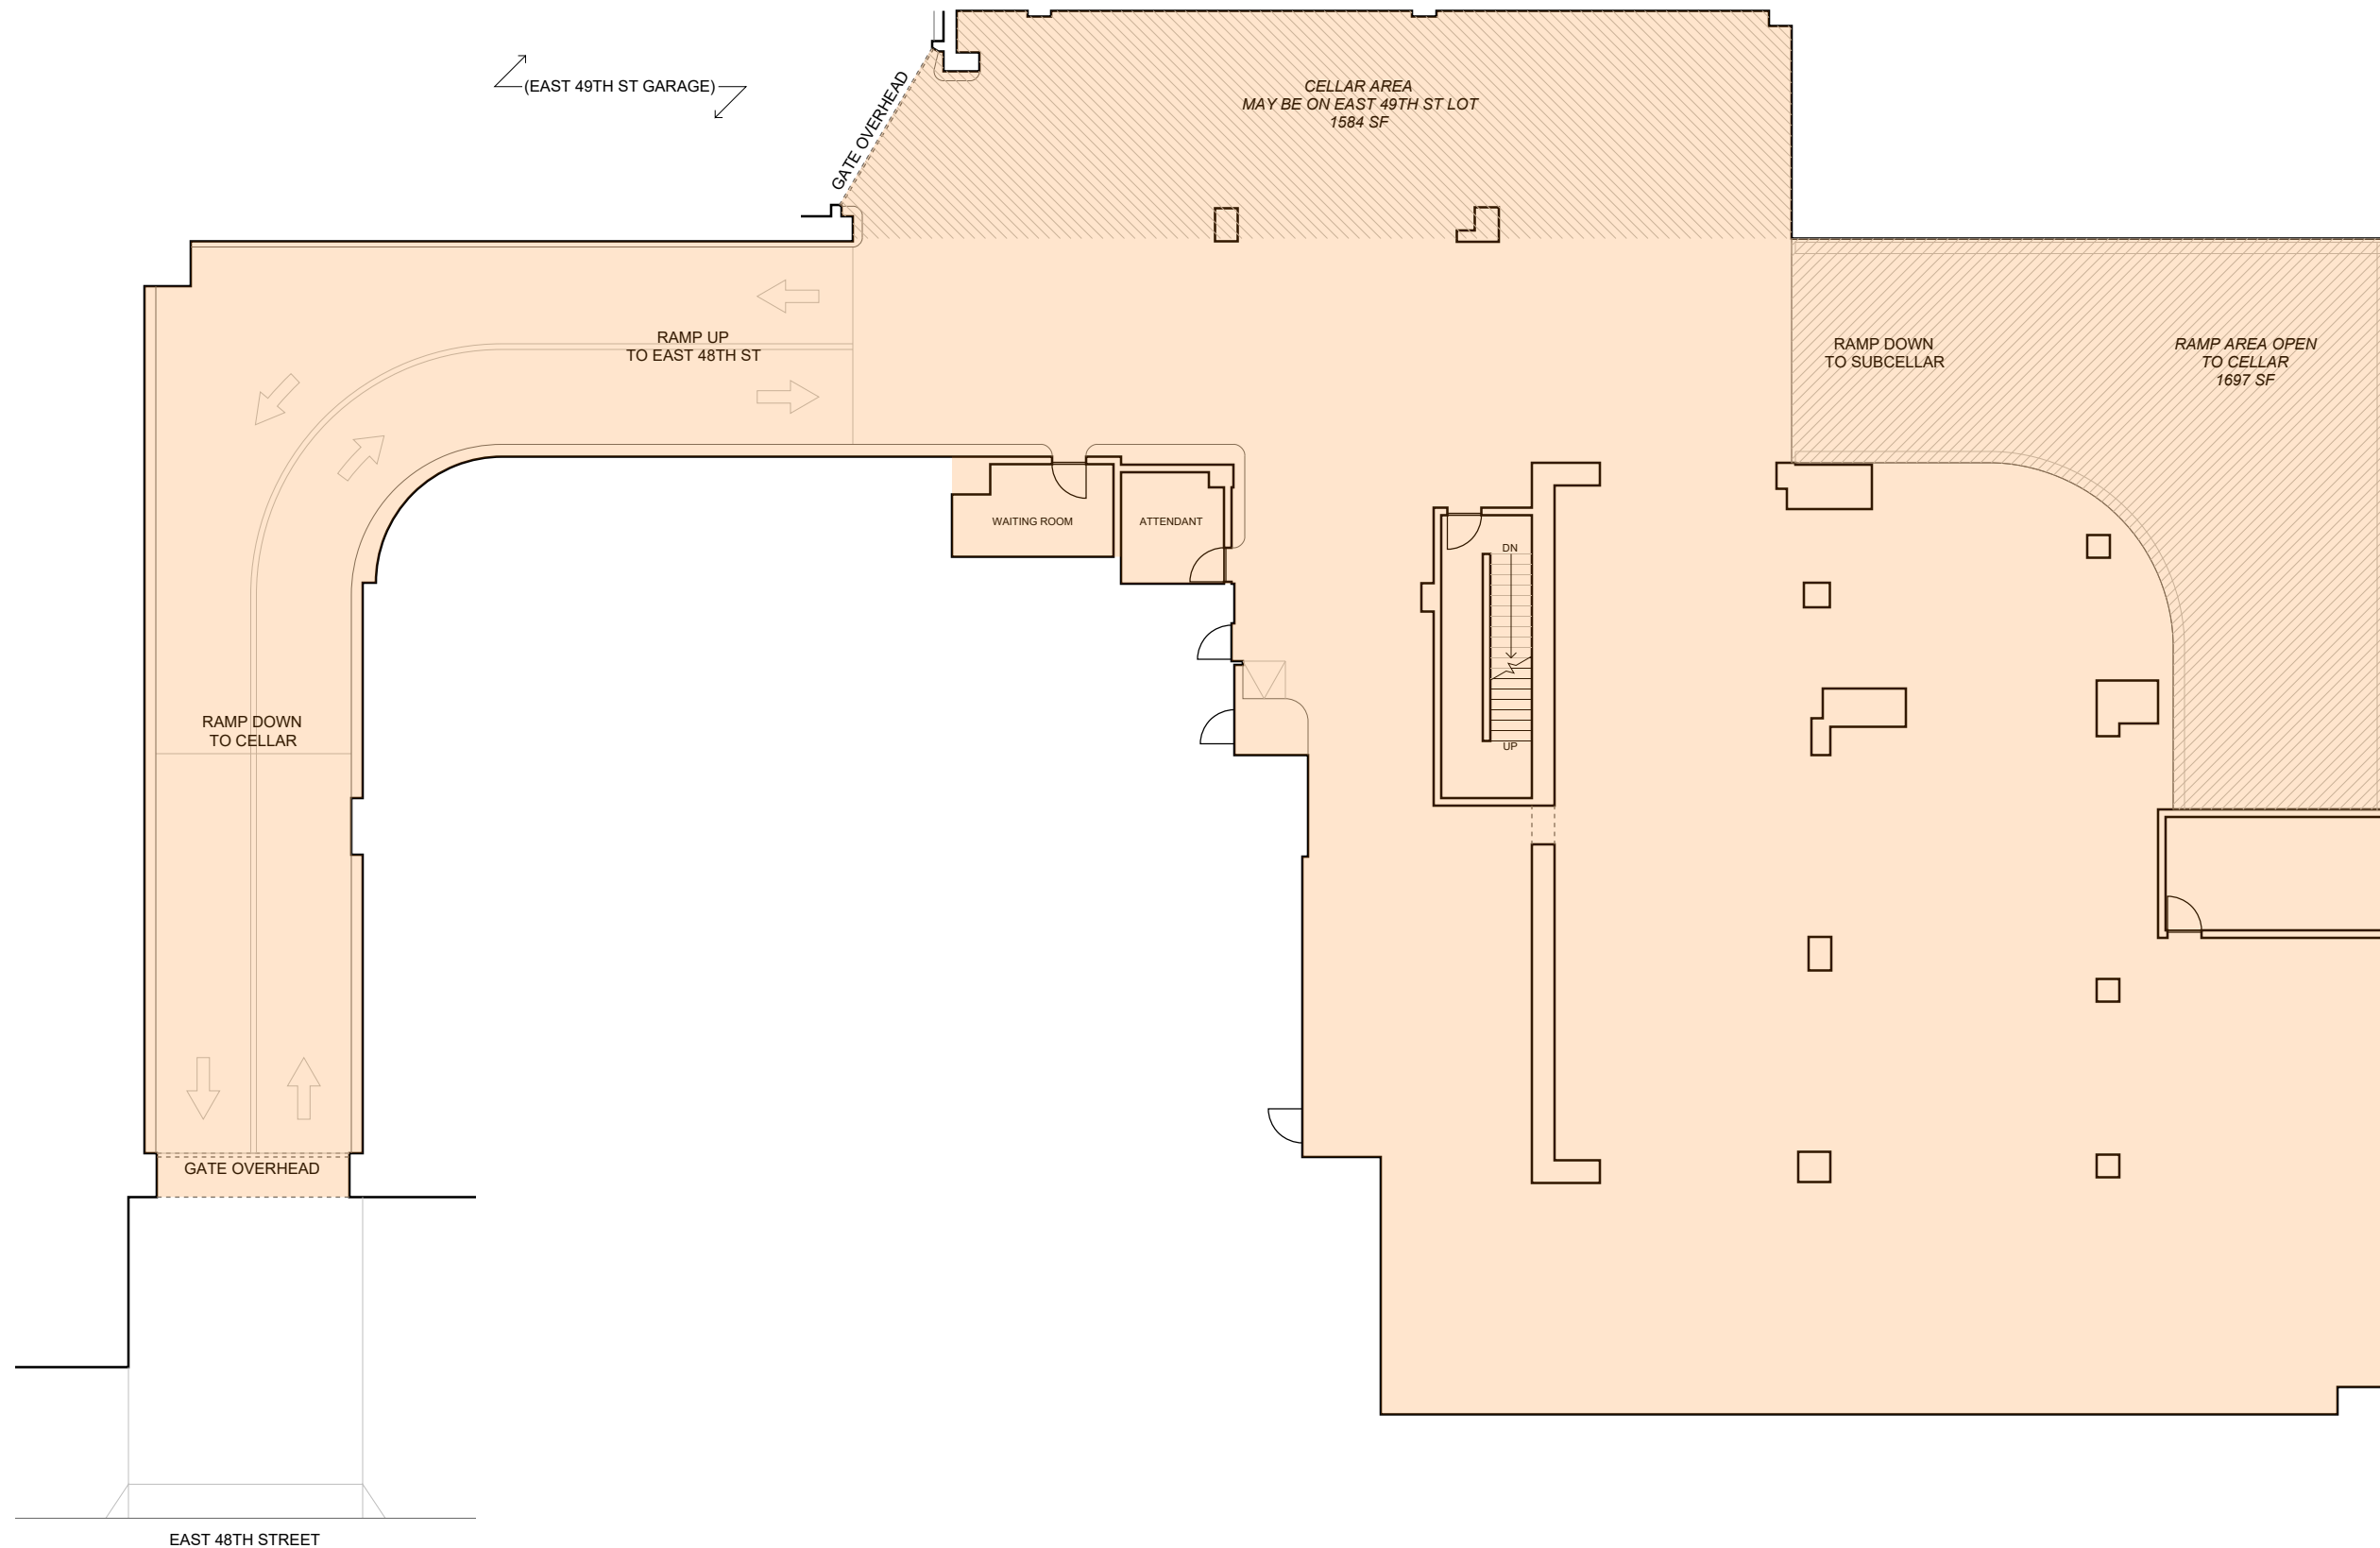 (EAST 49TH ST GARAGE)
GATE OVERHEAD
CELLAR AREA
MAY BE ON EAST 49TH ST LOT
1584 SF
RAMP UP
TO EAST 48TH ST
RAMP DOWN
TO SUBCELLAR
RAMP AREA OPEN
TO CELLAR
1697 SF
WAITING ROOM
ATTENDANT
DN
UP
RAMP DOWN
TO CELLAR
GATE OVERHEAD
EAST 48TH STREET